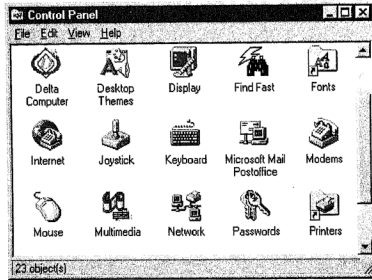 Control Panel
File Edit View Help
Delta Computer
Desktop Themes
Display
Find Fast
Fonts
Internet
Joystick
Keyboard
Microsoft Mail Postoffice
Modems
Mouse
Multimedia
Network
Passwords
Printers
23 object(s)